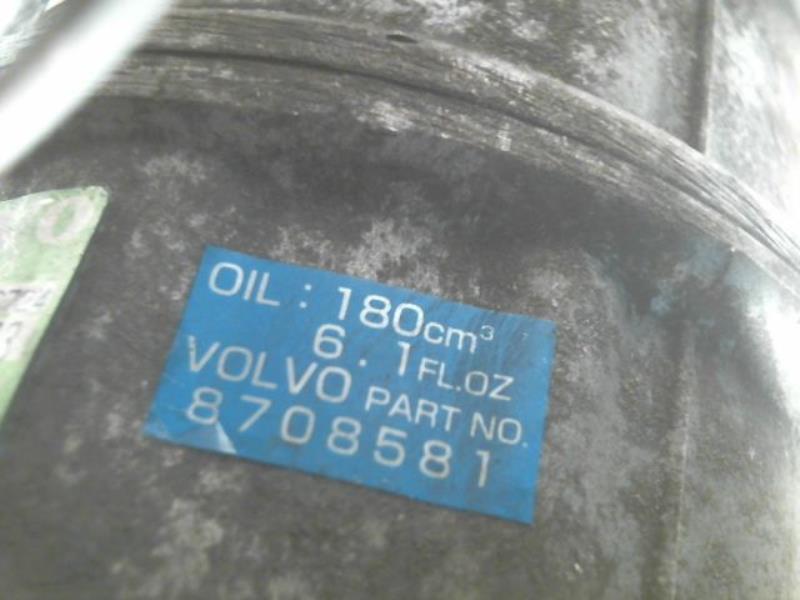 OIL : 180cm³
6.1FL.OZ
VOLVO PART NO.
8708581